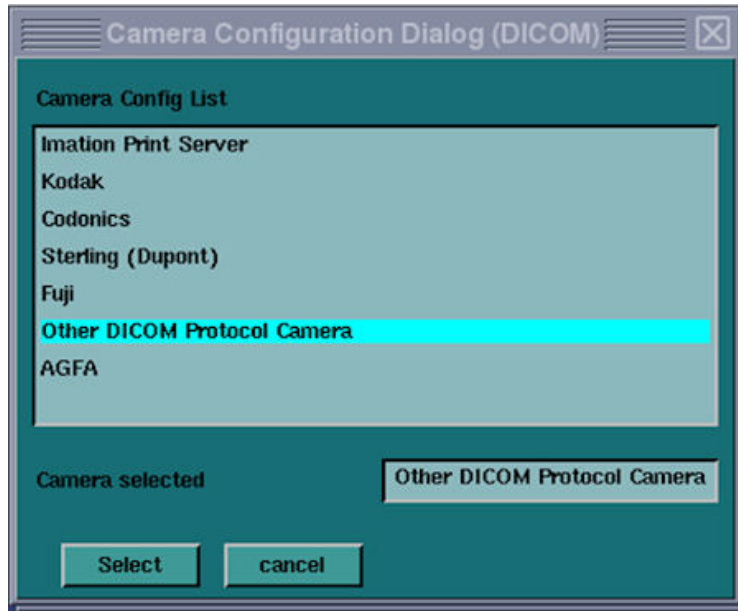 Camera Configuration Dialog (DICOM)
Camera Config List
Imation Print Server
Kodak
Codonics
Sterling (Dupont)
Fuji
Other DICOM Protocol Camera
AGFA
Camera selected
Other DICOM Protocol Camera
Select
cancel